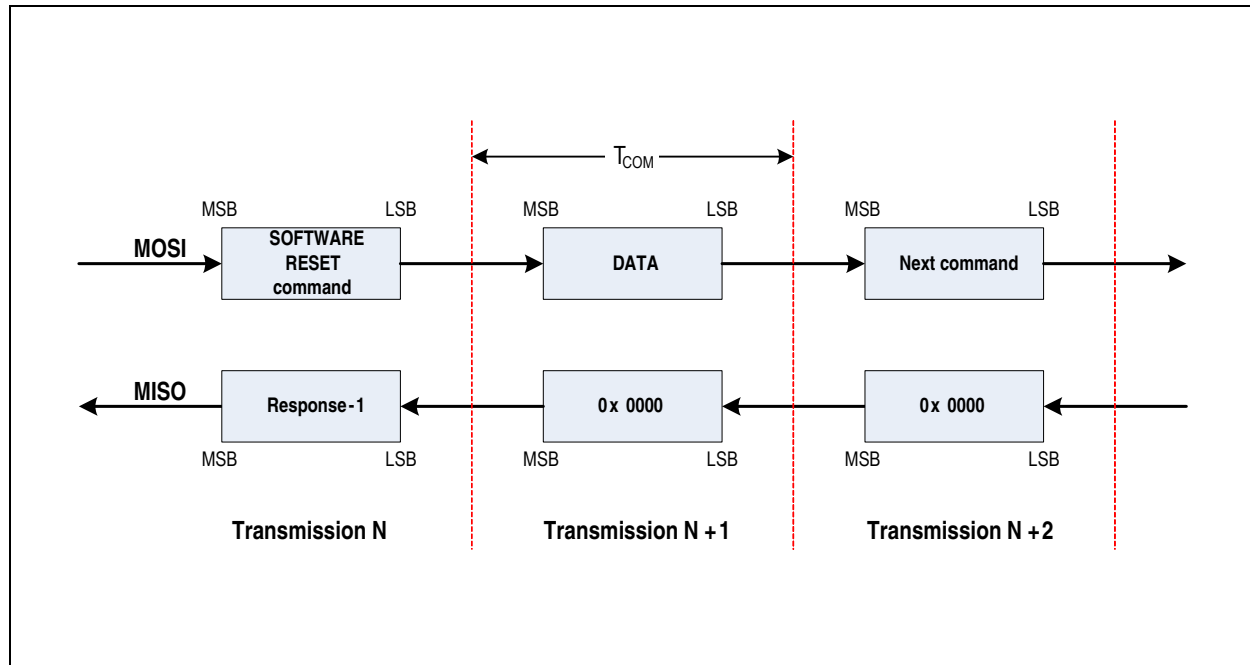 T_COM
MSB LSB MSB LSB MSB LSB
MOSI
SOFTWARE
RESET
command
DATA
Next command
MISO
Response-1
0x 0000
0x 0000
MSB LSB MSB LSB MSB LSB
Transmission N
Transmission N+1
Transmission N+2